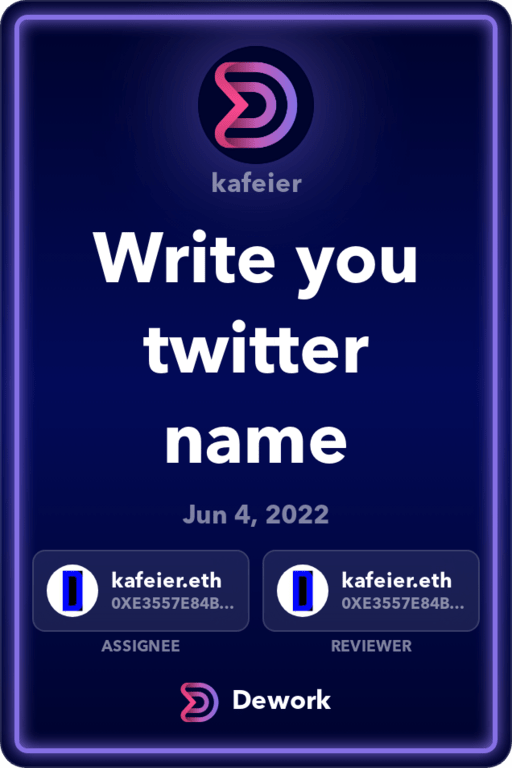 kafeier
Write you
twitter
name
Jun 4, 2022
kafeier.eth
0XE3557E84B...
ASSIGNEE
kafeier.eth
0XE3557E84B...
REVIEWER
Dework